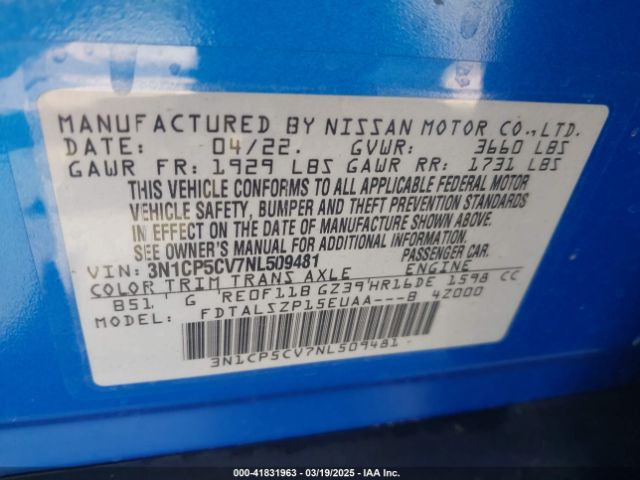 MANUFACTURED BY NISSAN MOTOR CO.,LTD.
DATE: 04/22. GVWR: 3660 LBS
GAWR FR: 1929 LBS GAWR RR: 1731 LBS
THIS VEHICLE CONFORMS TO ALL APPLICABLE FEDERAL MOTOR
VEHICLE SAFETY, BUMPER AND THEFT PREVENTION STANDARDS
IN EFFECT ON THE DATE OF MANUFACTURE SHOWN ABOVE.
SEE OWNER'S MANUAL FOR ADDITIONAL INFORMATION.
VIN: 3N1CP5CV7NL509481 PASSENGER CAR.
COLOR TRIM TRANS AXLE ENGINE
B51 G RE0F11B GZ39 HR16DE 1598 CC
MODEL: FDTALSZP15EUAA---B 4Z000
3N1CP5CV7NL509481
000-41831963 - 03/19/2025 - IAA Inc.